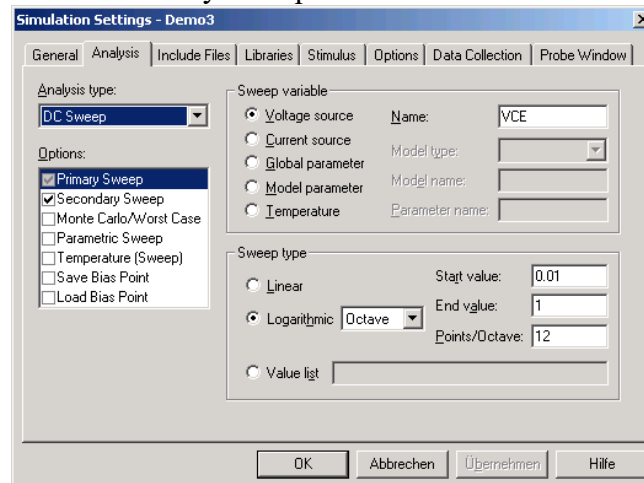 Simulation Settings - Demo3
General Analysis Include Files Libraries Stimulus Options Data Collection Probe Window
Analysis type:
DC Sweep
Options:
Primary Sweep
Secondary Sweep
Monte Carlo/Worst Case
Parametric Sweep
Temperature (Sweep)
Save Bias Point
Load Bias Point
Sweep variable
Voltage source
Current source
Global parameter
Model parameter
Temperature
Name: VCE
Model type:
Model name:
Parameter name:
Sweep type
Linear
Logarithmic Octave
Value list
Start value: 0.01
End value: 1
Points/Octave: 12
OK Abbrechen Übernehmen Hilfe